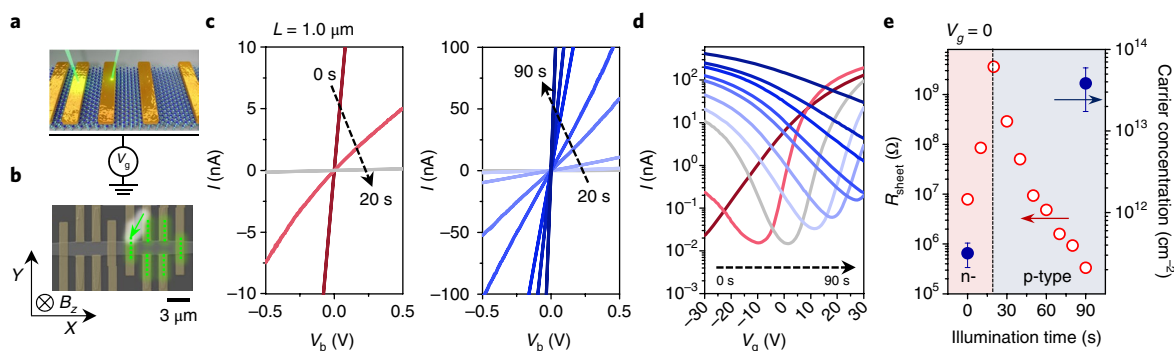 a
V_g
b
Y
X
B_z
3 μm
c
L = 1.0 μm
I (nA)
10
5
0
−5
−10
0 s
20 s
−0.5
0
0.5
V_b (V)
I (nA)
100
50
0
−50
−100
90 s
20 s
−0.5
0
0.5
V_b (V)
d
I (nA)
10^3
10^2
10^1
10^0
10^−1
10^−2
10^−3
0 s
90 s
−30
−20
−10
0
10
20
30
V_g (V)
e
V_g = 0
R_sheet (Ω)
10^9
10^8
10^7
10^6
10^5
n-
p-type
0
30
60
90
Illumination time (s)
10^14
10^13
10^12
Carrier concentration (cm^−2)